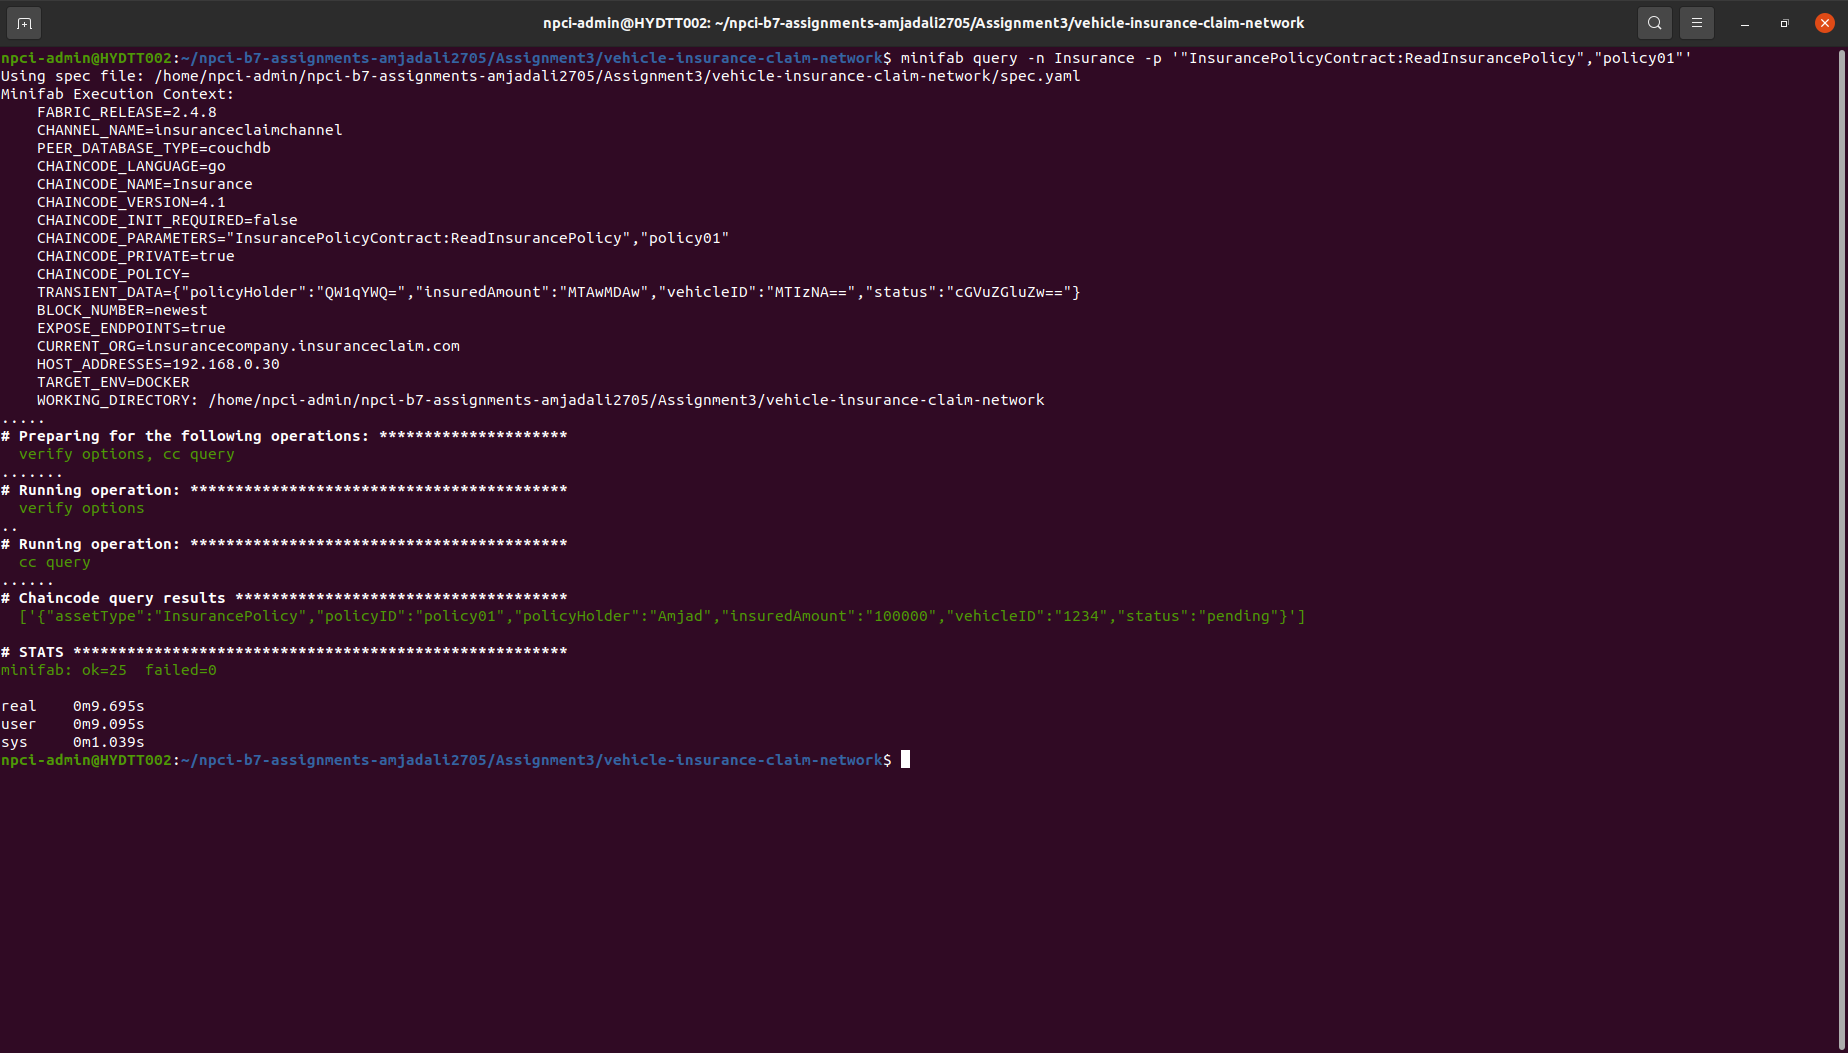 npci-admin@HYDTT002: ~/npci-b7-assignments-amjadali2705/Assignment3/vehicle-insurance-claim-network
npci-admin@HYDTT002:~/npci-b7-assignments-amjadali2705/Assignment3/vehicle-insurance-claim-network$ minifab query -n Insurance -p '"InsurancePolicyContract:ReadInsurancePolicy","policy01"'
Using spec file: /home/npci-admin/npci-b7-assignments-amjadali2705/Assignment3/vehicle-insurance-claim-network/spec.yaml
Minifab Execution Context:
    FABRIC_RELEASE=2.4.8
    CHANNEL_NAME=insuranceclaimchannel
    PEER_DATABASE_TYPE=couchdb
    CHAINCODE_LANGUAGE=go
    CHAINCODE_NAME=Insurance
    CHAINCODE_VERSION=4.1
    CHAINCODE_INIT_REQUIRED=false
    CHAINCODE_PARAMETERS="InsurancePolicyContract:ReadInsurancePolicy","policy01"
    CHAINCODE_PRIVATE=true
    CHAINCODE_POLICY=
    TRANSIENT_DATA={"policyHolder":"QW1qYWQ=","insuredAmount":"MTAwMDAw","vehicleID":"MTIzNA==","status":"cGVuZGluZw=="}
    BLOCK_NUMBER=newest
    EXPOSE_ENDPOINTS=true
    CURRENT_ORG=insurancecompany.insuranceclaim.com
    HOST_ADDRESSES=192.168.0.30
    TARGET_ENV=DOCKER
    WORKING_DIRECTORY: /home/npci-admin/npci-b7-assignments-amjadali2705/Assignment3/vehicle-insurance-claim-network
.....
# Preparing for the following operations: *********************
  verify options, cc query
.......
# Running operation: ******************************************
  verify options
..
# Running operation: ******************************************
  cc query
......
# Chaincode query results *************************************
  ['{"assetType":"InsurancePolicy","policyID":"policy01","policyHolder":"Amjad","insuredAmount":"100000","vehicleID":"1234","status":"pending"}']
# STATS *******************************************************
minifab: ok=25  failed=0
real    0m9.695s
user    0m9.095s
sys     0m1.039s
npci-admin@HYDTT002:~/npci-b7-assignments-amjadali2705/Assignment3/vehicle-insurance-claim-network$